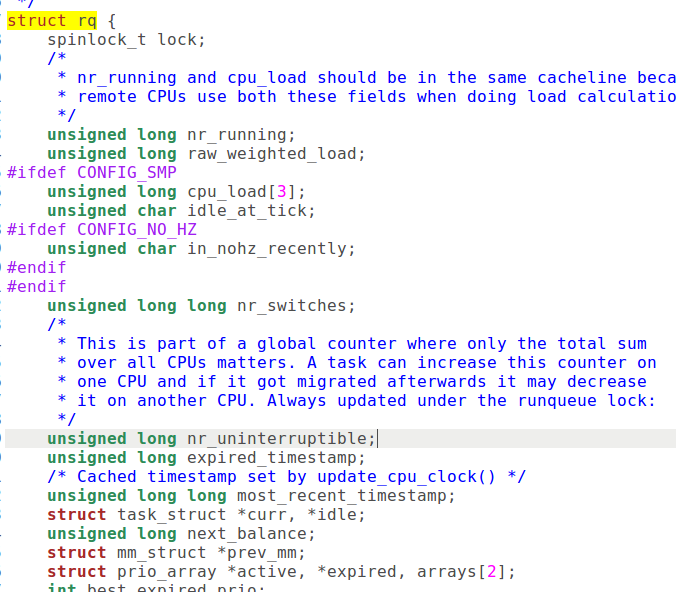 */
struct rq {
    spinlock_t lock;
    /*
     * nr_running and cpu_load should be in the same cacheline beca
     * remote CPUs use both these fields when doing load calculatio
     */
    unsigned long nr_running;
    unsigned long raw_weighted_load;
#ifdef CONFIG_SMP
    unsigned long cpu_load[3];
    unsigned char idle_at_tick;
#ifdef CONFIG_NO_HZ
    unsigned char in_nohz_recently;
#endif
#endif
    unsigned long long nr_switches;
    /*
     * This is part of a global counter where only the total sum
     * over all CPUs matters. A task can increase this counter on
     * one CPU and if it got migrated afterwards it may decrease
     * it on another CPU. Always updated under the runqueue lock:
     */
    unsigned long nr_uninterruptible;
    unsigned long expired_timestamp;
    /* Cached timestamp set by update_cpu_clock() */
    unsigned long long most_recent_timestamp;
    struct task_struct *curr, *idle;
    unsigned long next_balance;
    struct mm_struct *prev_mm;
    struct prio_array *active, *expired, arrays[2];
    int best_expired_prio;